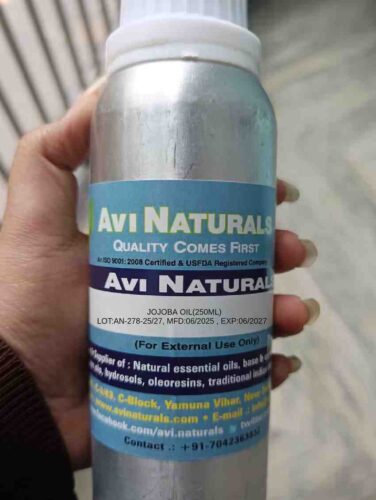 AVI NATURALS
QUALITY COMES FIRST
An ISO 9001: 2008 Certified & USFDA Registered Company
AVI NATURALS
JOJOBA OIL(250ML)
LOT:AN-278-25/27, MFD:06/2025 , EXP:06/2027
(For External Use Only)
Supplier of : Natural essential oils, base &
oils, hydrosols, oleoresins, traditional
C-Block, Yamuna Vihar, New
www.avinaturals.com • E-mail :
facebook.com/avi.naturals
Contact .: +91-7042363832